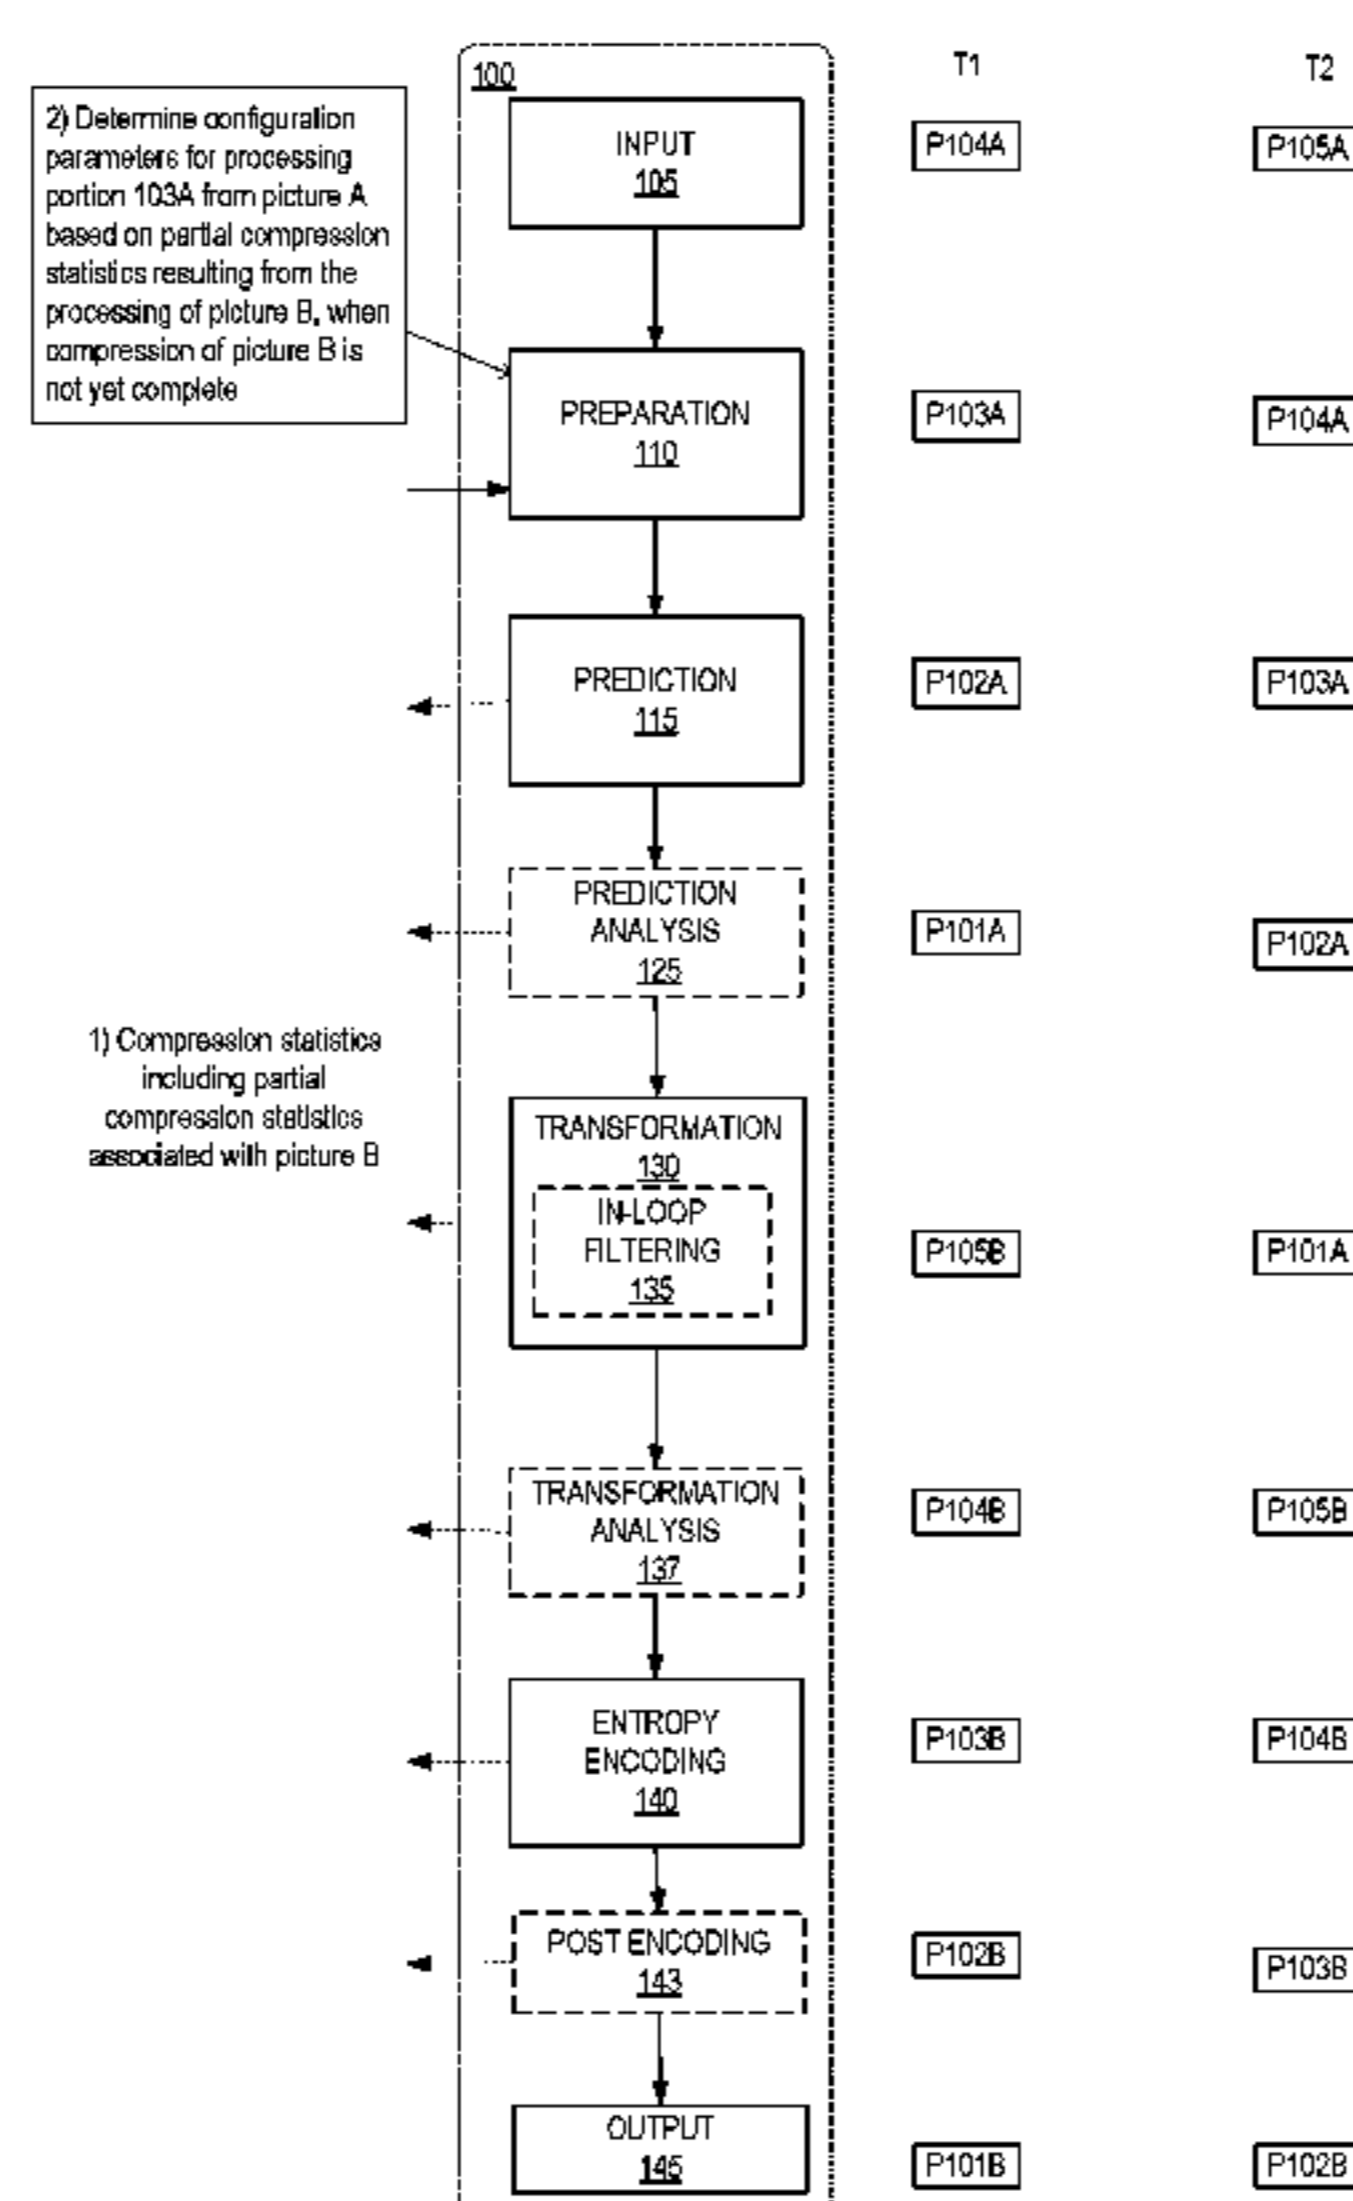 100
T1
T2
2) Determine configuration
parameters for processing
portion 103A from picture A
based on partial compression
statistics resulting from the
processing of picture B, when
compression of picture B is
not yet complete
INPUT
105
P104A
P105A
PREPARATION
110
P103A
P104A
PREDICTION
115
P102A
P103A
PREDICTION
ANALYSIS
125
P101A
P102A
1) Compression statistics
including partial
compression statistics
associated with picture B
TRANSFORMATION
130
IN-LOOP
FILTERING
135
P105B
P101A
TRANSFORMATION
ANALYSIS
137
P104B
P105B
ENTROPY
ENCODING
140
P103B
P104B
POST ENCODING
143
P102B
P103B
OUTPUT
145
P101B
P102B